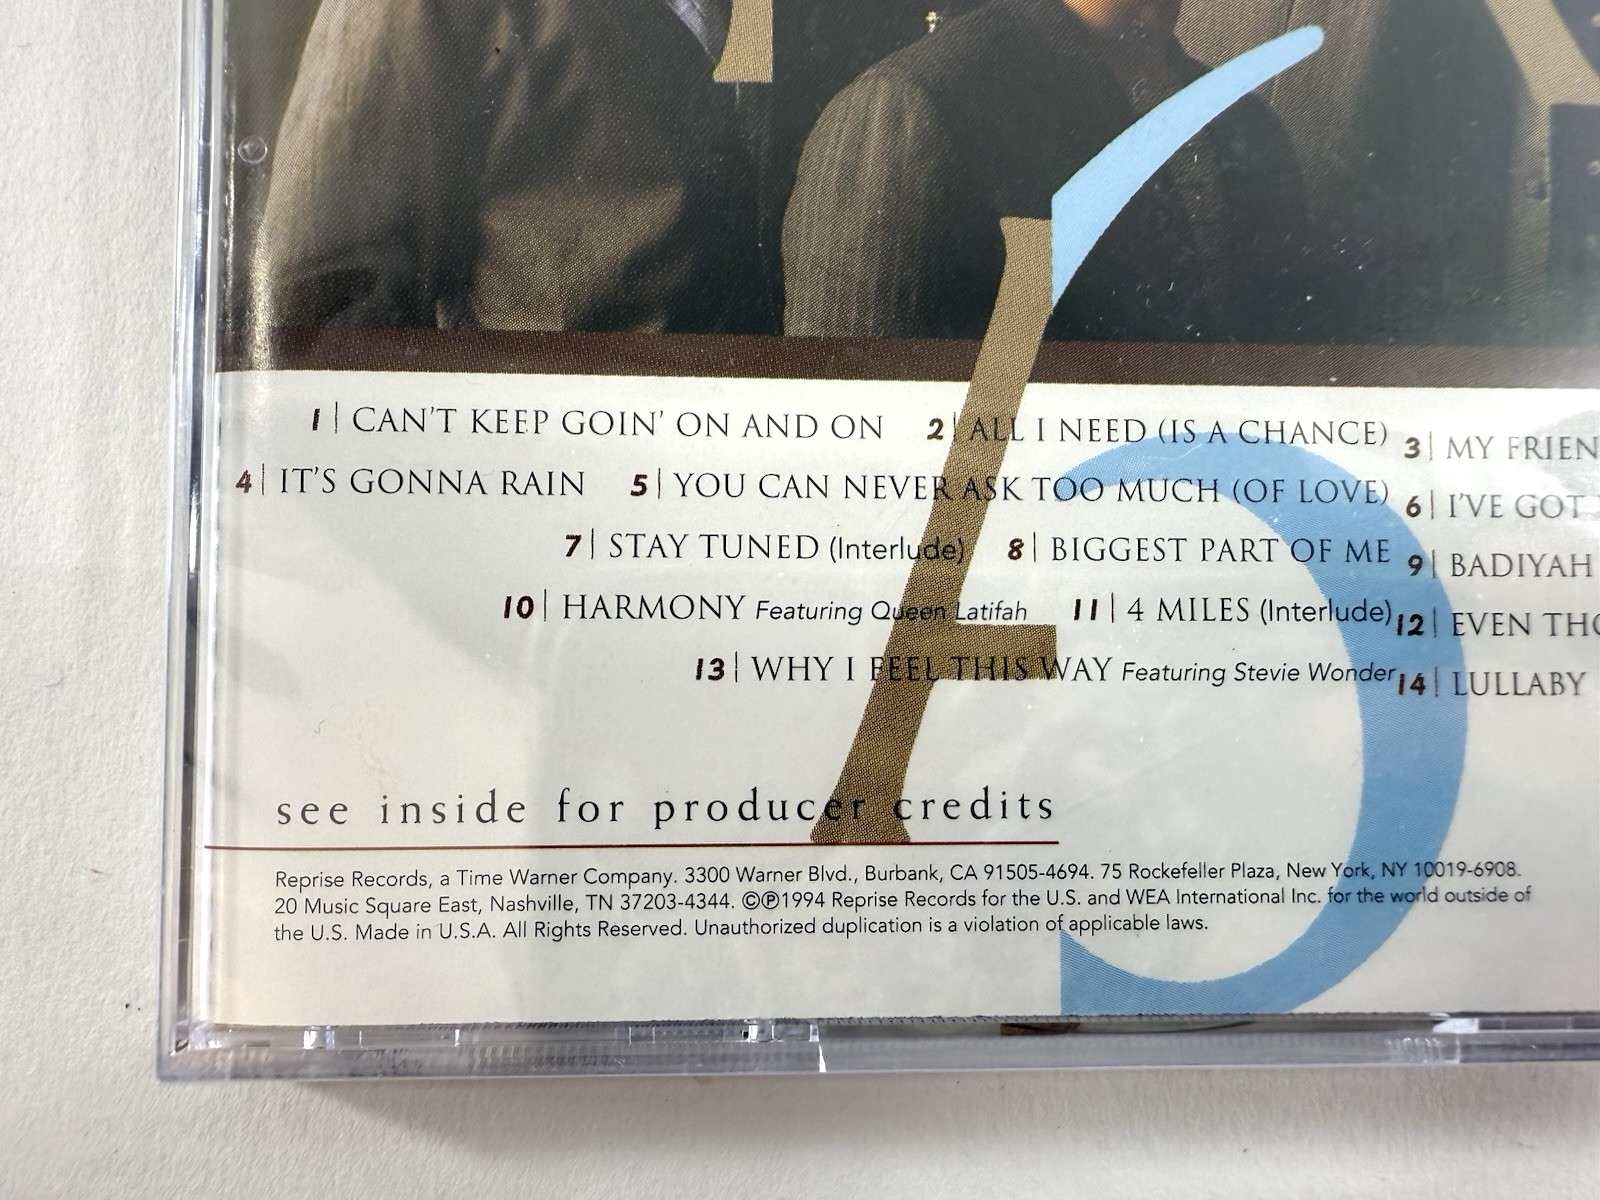 1 | CAN'T KEEP GOIN' ON AND ON 2 | ALL I NEED (IS A CHANCE) 3 | MY FRIEN
4 | IT'S GONNA RAIN 5 | YOU CAN NEVER ASK TOO MUCH (OF LOVE) 6 | I'VE GOT
7 | STAY TUNED (Interlude) 8 | BIGGEST PART OF ME 9 | BADIYAH
10 | HARMONY Featuring Queen Latifah 11 | 4 MILES (Interlude) 12 | EVEN THO
13 | WHY I FEEL THIS WAY Featuring Stevie Wonder 14 | LULLABY
see inside for producer credits
Reprise Records, a Time Warner Company. 3300 Warner Blvd., Burbank, CA 91505-4694. 75 Rockefeller Plaza, New York, NY 10019-6908.
20 Music Square East, Nashville, TN 37203-4344. ©℗1994 Reprise Records for the U.S. and WEA International Inc. for the world outside of
the U.S. Made in U.S.A. All Rights Reserved. Unauthorized duplication is a violation of applicable laws.